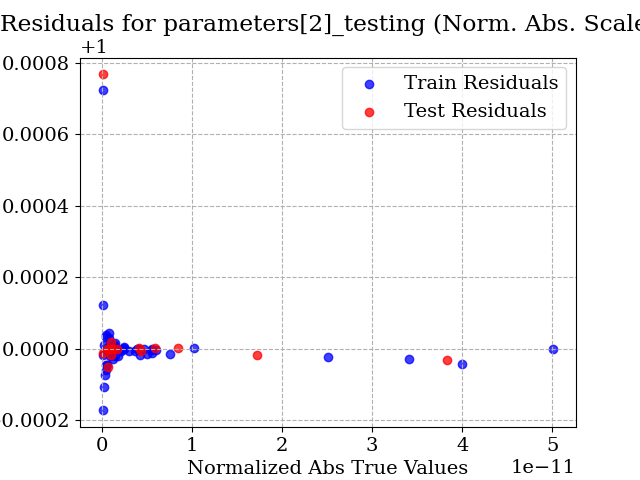 Residuals for parameters[2]_testing (Norm. Abs. Scale
+1
0.0008
0.0006
0.0004
0.0002
0.0000
0.0002
Train Residuals
Test Residuals
0 1 2 3 4 5
Normalized Abs True Values
1e−11